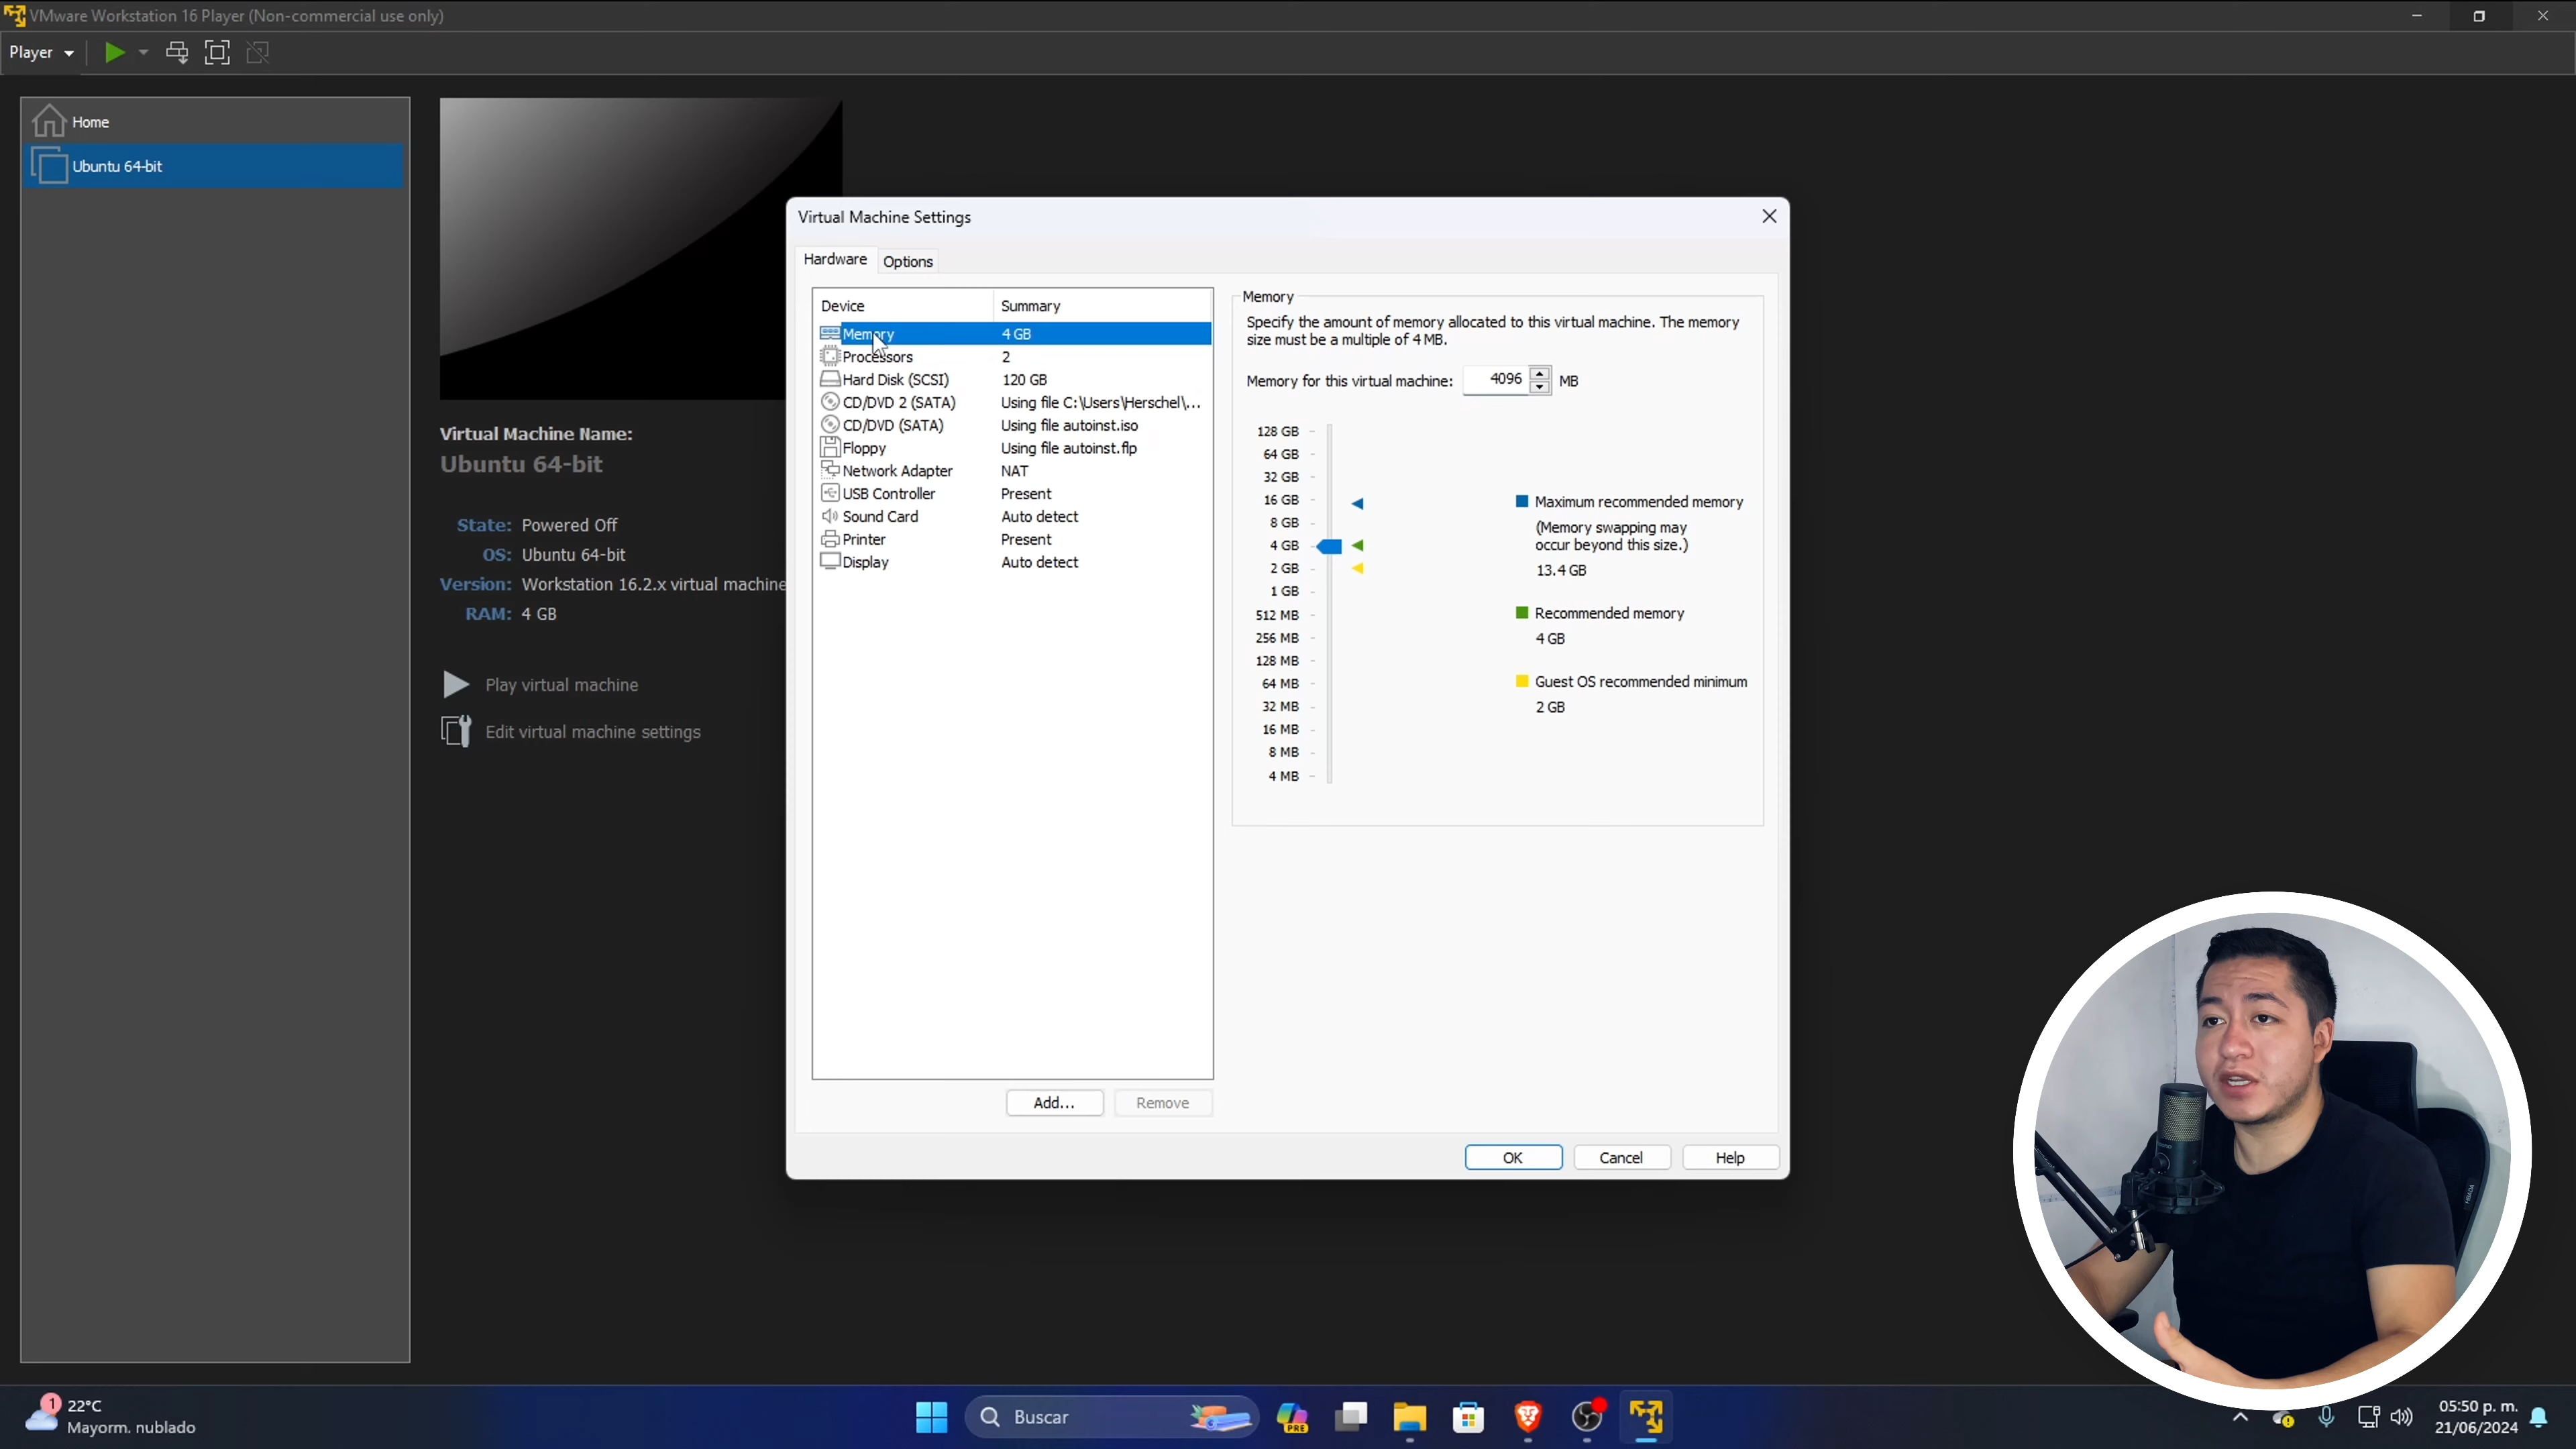 VMware Workstation 16 Player (Non-commercial use only)
Player
Home
Ubuntu 64-bit
Virtual Machine Name:
Ubuntu 64-bit
State: Powered Off
OS: Ubuntu 64-bit
Version: Workstation 16.2.x virtual machine
RAM: 4 GB
Play virtual machine
Edit virtual machine settings
Virtual Machine Settings
Hardware Options
Device Summary
Memory 4 GB
Processors 2
Hard Disk (SCSI) 120 GB
CD/DVD 2 (SATA) Using file C:\Users\Herschel\...
CD/DVD (SATA) Using file autoinst.iso
Floppy Using file autoinst.flp
Network Adapter NAT
USB Controller Present
Sound Card Auto detect
Printer Present
Display Auto detect
Add... Remove
Memory
Specify the amount of memory allocated to this virtual machine. The memory
size must be a multiple of 4 MB.
Memory for this virtual machine: 4096 MB
128 GB
64 GB
32 GB
16 GB
8 GB
4 GB
2 GB
1 GB
512 MB
256 MB
128 MB
64 MB
32 MB
16 MB
8 MB
4 MB
Maximum recommended memory
(Memory swapping may
occur beyond this size.)
13.4 GB
Recommended memory
4 GB
Guest OS recommended minimum
2 GB
OK Cancel Help
1
22°C
Mayorm. nublado
Buscar
PRE
05:50 p. m.
21/06/2024